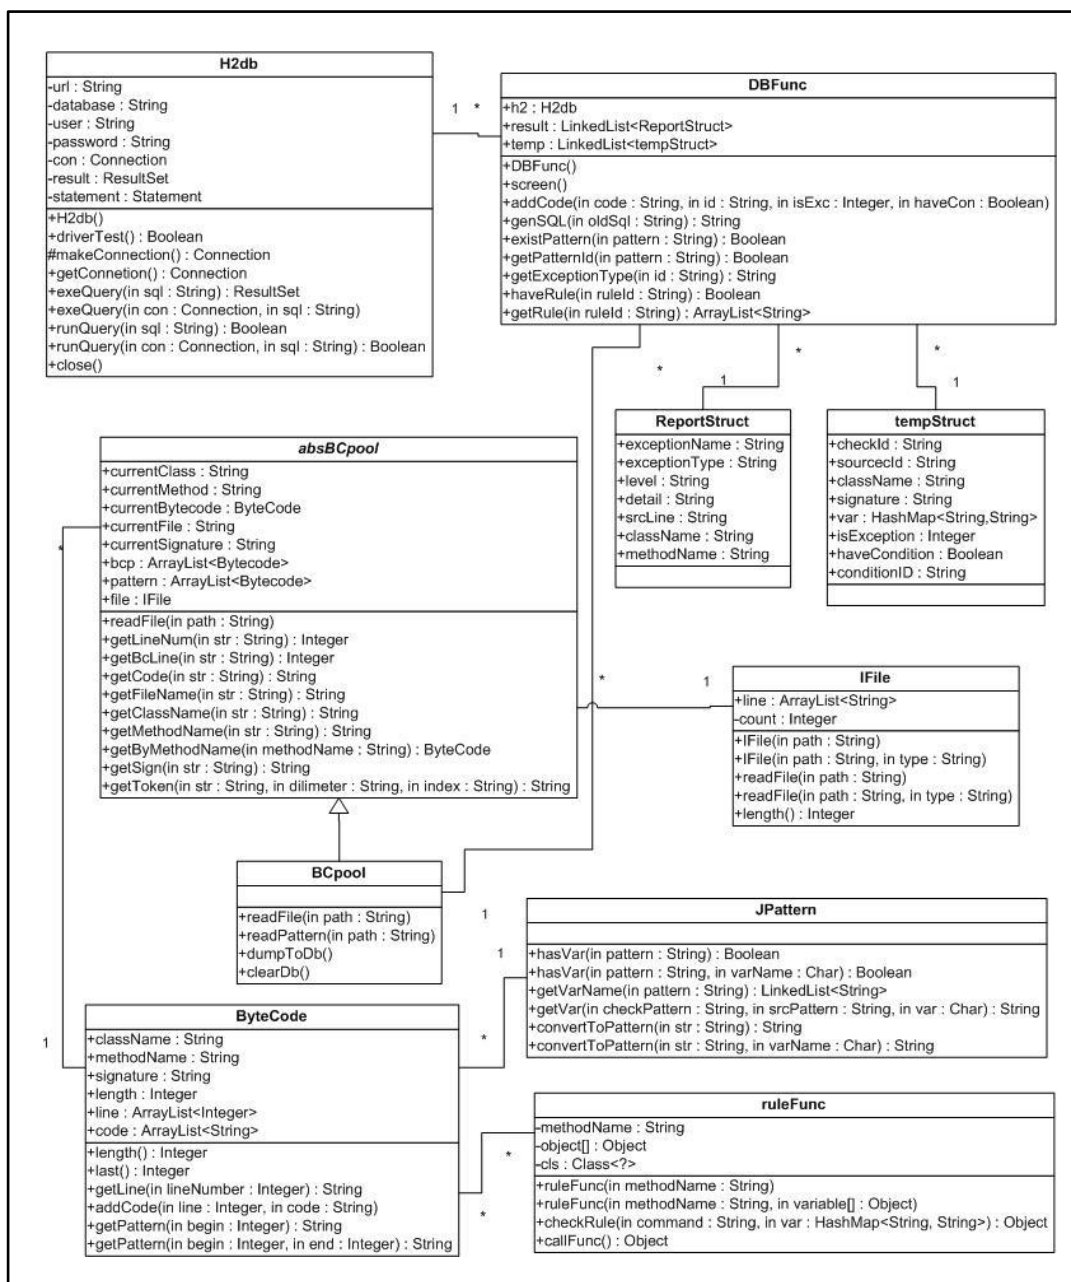 H2db
-url : String
-database : String
-user : String
-password : String
-con : Connection
-result : ResultSet
-statement : Statement
+H2db()
+driverTest() : Boolean
#makeConnection() : Connection
+getConnetion() : Connection
+exeQuery(in sql : String) : ResultSet
+exeQuery(in con : Connection, in sql : String)
+runQuery(in sql : String) : Boolean
+runQuery(in con : Connection, in sql : String) : Boolean
+close()
1 *
DBFunc
+h2 : H2db
+result : LinkedList<ReportStruct>
+temp : LinkedList<tempStruct>
+DBFunc()
+screen()
+addCode(in code : String, in id : String, in isExc : Integer, in haveCon : Boolean)
+genSQL(in oldSql : String) : String
+existPattern(in pattern : String) : Boolean
+getPatternId(in pattern : String) : Boolean
+getExceptionType(in id : String) : String
+haveRule(in ruleId : String) : Boolean
+getRule(in ruleId : String) : ArrayList<String>
* * *
1 1
ReportStruct
+exceptionName : String
+exceptionType : String
+level : String
+detail : String
+srcLine : String
+className : String
+methodName : String
tempStruct
+checkId : String
+sourcecId : String
+className : String
+signature : String
+var : HashMap<String,String>
+isException : Integer
+haveCondition : Boolean
+conditionID : String
absBCpool
+currentClass : String
+currentMethod : String
+currentBytecode : ByteCode
+currentFile : String
+currentSignature : String
+bcp : ArrayList<Bytecode>
+pattern : ArrayList<Bytecode>
+file : IFile
+readFile(in path : String)
+getLineNum(in str : String) : Integer
+getBcLine(in str : String) : Integer
+getCode(in str : String) : String
+getFileName(in str : String) : String
+getClassName(in str : String) : String
+getMethodName(in str : String) : String
+getByMethodName(in methodName : String) : ByteCode
+getSign(in str : String) : String
+getToken(in str : String, in dilimeter : String, in index : String) : String
*
* 1
IFile
+line : ArrayList<String>
-count : Integer
+IFile(in path : String)
+IFile(in path : String, in type : String)
+readFile(in path : String)
+readFile(in path : String, in type : String)
+length() : Integer
BCpool
+readFile(in path : String)
+readPattern(in path : String)
+dumpToDb()
+clearDb()
1
1
JPattern
+hasVar(in pattern : String) : Boolean
+hasVar(in pattern : String, in varName : Char) : Boolean
+getVarName(in pattern : String) : LinkedList<String>
+getVar(in checkPattern : String, in srcPattern : String, in var : Char) : String
+convertToPattern(in str : String) : String
+convertToPattern(in str : String, in varName : Char) : String
1
*
ByteCode
+className : String
+methodName : String
+signature : String
+length : Integer
+line : ArrayList<Integer>
+code : ArrayList<String>
+length() : Integer
+last() : Integer
+getLine(in lineNumber : Integer) : String
+addCode(in line : Integer, in code : String)
+getPattern(in begin : Integer) : String
+getPattern(in begin : Integer, in end : Integer) : String
*
*
ruleFunc
-methodName : String
-object[] : Object
-cls : Class<?>
+ruleFunc(in methodName : String)
+ruleFunc(in methodName : String, in variable[] : Object)
+checkRule(in command : String, in var : HashMap<String, String>) : Object
+callFunc() : Object